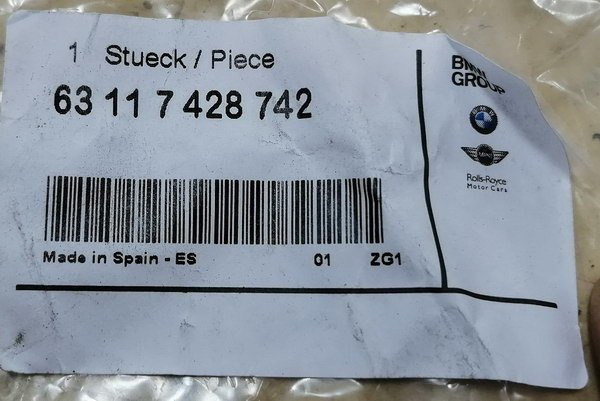 1 Stueck / Piece
63 11 7 428 742
Made in Spain - ES 01 ZG1
BMW
GROUP
MINI
Rolls-Royce
Motor Cars